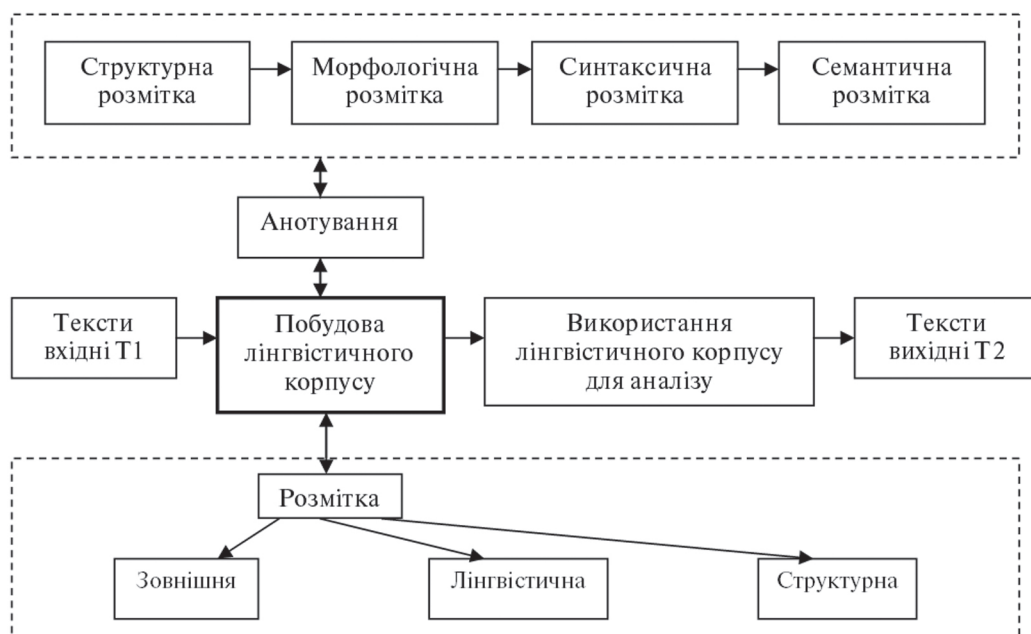 Структурна
розмітка
Морфологічна
розмітка
Синтаксична
розмітка
Семантична
розмітка
Анотування
Тексти
вхідні Т1
Побудова
лінгвістичного
корпусу
Використання
лінгвістичного корпусу
для аналізу
Тексти
вихідні Т2
Розмітка
Зовнішня
Лінгвістична
Структурна